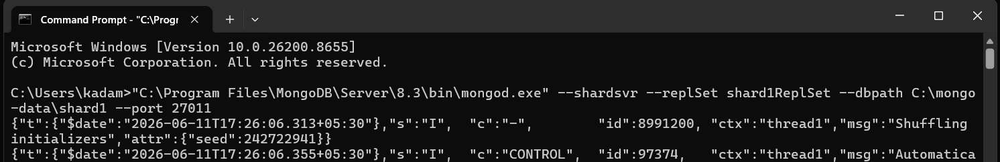 Command Prompt - "C:\Progr
Microsoft Windows [Version 10.0.26200.8655]
(c) Microsoft Corporation. All rights reserved.
C:\Users\kadam>"C:\Program Files\MongoDB\Server\8.3\bin\mongod.exe" --shardsvr --replSet shard1ReplSet --dbpath C:\mongo
-data\shard1 --port 27011
{"t":{"$date":"2026-06-11T17:26:06.313+05:30"},"s":"I",  "c":"-",        "id":8991200, "ctx":"thread1","msg":"Shuffling
initializers","attr":{"seed":242722941}}
{"t":{"$date":"2026-06-11T17:26:06.355+05:30"},"s":"I",  "c":"CONTROL",  "id":97374,   "ctx":"thread1","msg":"Automatica